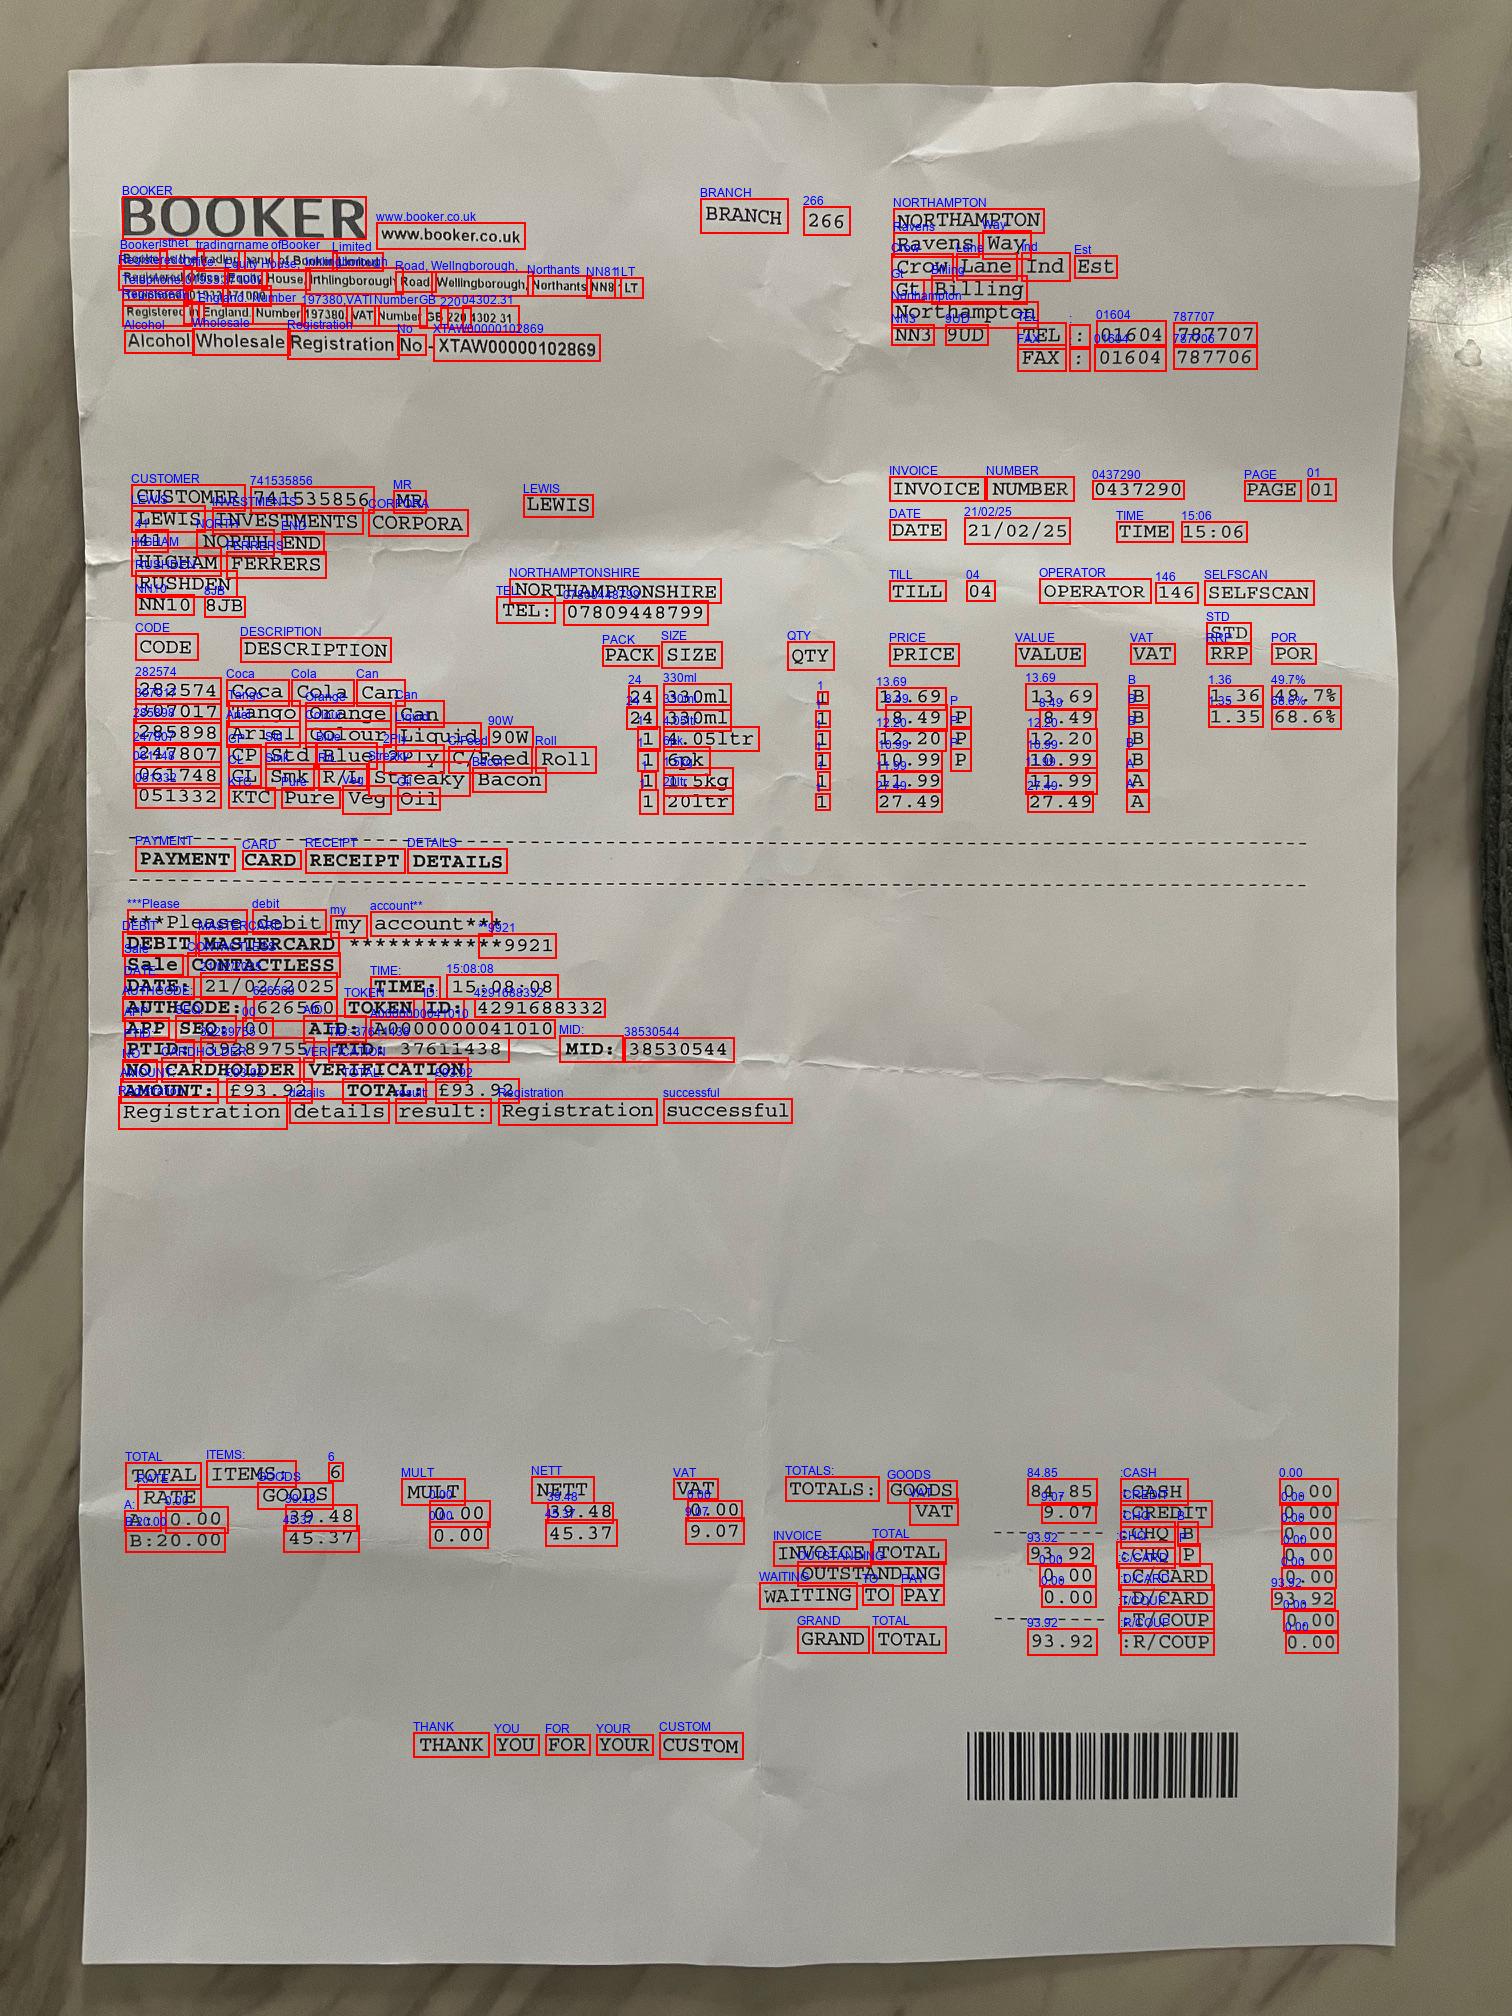 BOOKER www.booker.co.uk
Booker is the trading name of Booker Limited
Registered Office: Equity House, Irthlingborough Road, Wellingborough, Northants NN8 1LT
Registered in England. Number 197380, VAT Number GB 220 4302 31
Alcohol Wholesale Registration No - XTAW00000102869
BRANCH 266
NORTHAMPTON
Ravens Way
Crow Lane Ind Est
Gt Billing
Northampton
NN3 9UD TEL : 01604 787707
FAX : 01604 787706
CUSTOMER 741535856 MR LEWIS
LEWIS INVESTMENTS CORPORA
41 NORTH END
HIGHAM FERRERS
RUSHDEN NORTHAMPTONSHIRE
NN10 8JB TEL: 07809448799
INVOICE NUMBER 0437290 PAGE 01
DATE 21/02/25 TIME 15:06
TILL 04 OPERATOR 146 SELFSCAN
STD
CODE DESCRIPTION PACK SIZE QTY PRICE VALUE VAT RRP POR
282574 Coca Cola Can 24 330ml 1 13.69 13.69 B 1.36 49.7%
307017 Tango Orange Can 24 330ml 1 8.49 P 8.49 B 1.35 68.6%
285898 Ariel Colour Liquid 90W 1 4.05ltr 1 12.20 P 12.20 B
247807 CP Std Blue 2Ply C/Feed Roll 1 6pk 1 10.99 P 10.99 B
061748 CL Smk R/L Streaky Bacon 1 1.5kg 1 11.99 11.99 A
051332 KTC Pure Veg Oil 1 20ltr 1 27.49 27.49 A
PAYMENT CARD RECEIPT DETAILS
***Please debit my account***
DEBIT MASTERCARD ************9921
Sale CONTACTLESS
DATE: 21/02/2025 TIME: 15:08:08
AUTHCODE: 626560 TOKEN ID: 4291688332
APP SEQ: 00 AID: A0000000041010
PTID: 39289755 TID: 37611438 MID: 38530544
NO CARDHOLDER VERIFICATION
AMOUNT: £93.92 TOTAL: £93.92
Registration details result: Registration successful
TOTAL ITEMS: 6
RATE GOODS MULT NETT VAT
A: 0.00 39.48 0.00 39.48 0.00
B:20.00 45.37 0.00 45.37 9.07
TOTALS: GOODS 84.85 :CASH 0.00
VAT 9.07 :CREDIT 0.00
---------- :CHQ B 0.00
INVOICE TOTAL 93.92 :CHQ P 0.00
OUTSTANDING 0.00 :C/CARD 0.00
WAITING TO PAY 0.00 :D/CARD 93.92
---------- :T/COUP 0.00
GRAND TOTAL 93.92 :R/COUP 0.00
THANK YOU FOR YOUR CUSTOM